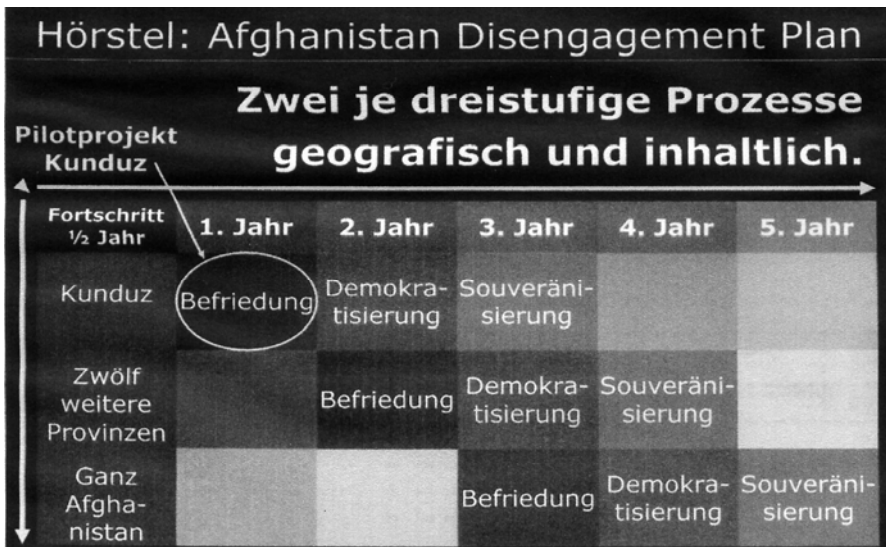 Hörstel: Afghanistan Disengagement Plan
Zwei je dreistufige Prozesse
geografisch und inhaltlich.
Pilotprojekt
Kunduz
Fortschritt
½ Jahr
1. Jahr
2. Jahr
3. Jahr
4. Jahr
5. Jahr
Kunduz
Befriedung
Demokra-
tisierung
Souveräni-
sierung
Zwölf
weitere
Provinzen
Befriedung
Demokra-
tisierung
Souveräni-
sierung
Ganz
Afgha-
nistan
Befriedung
Demokra-
tisierung
Souveräni-
sierung